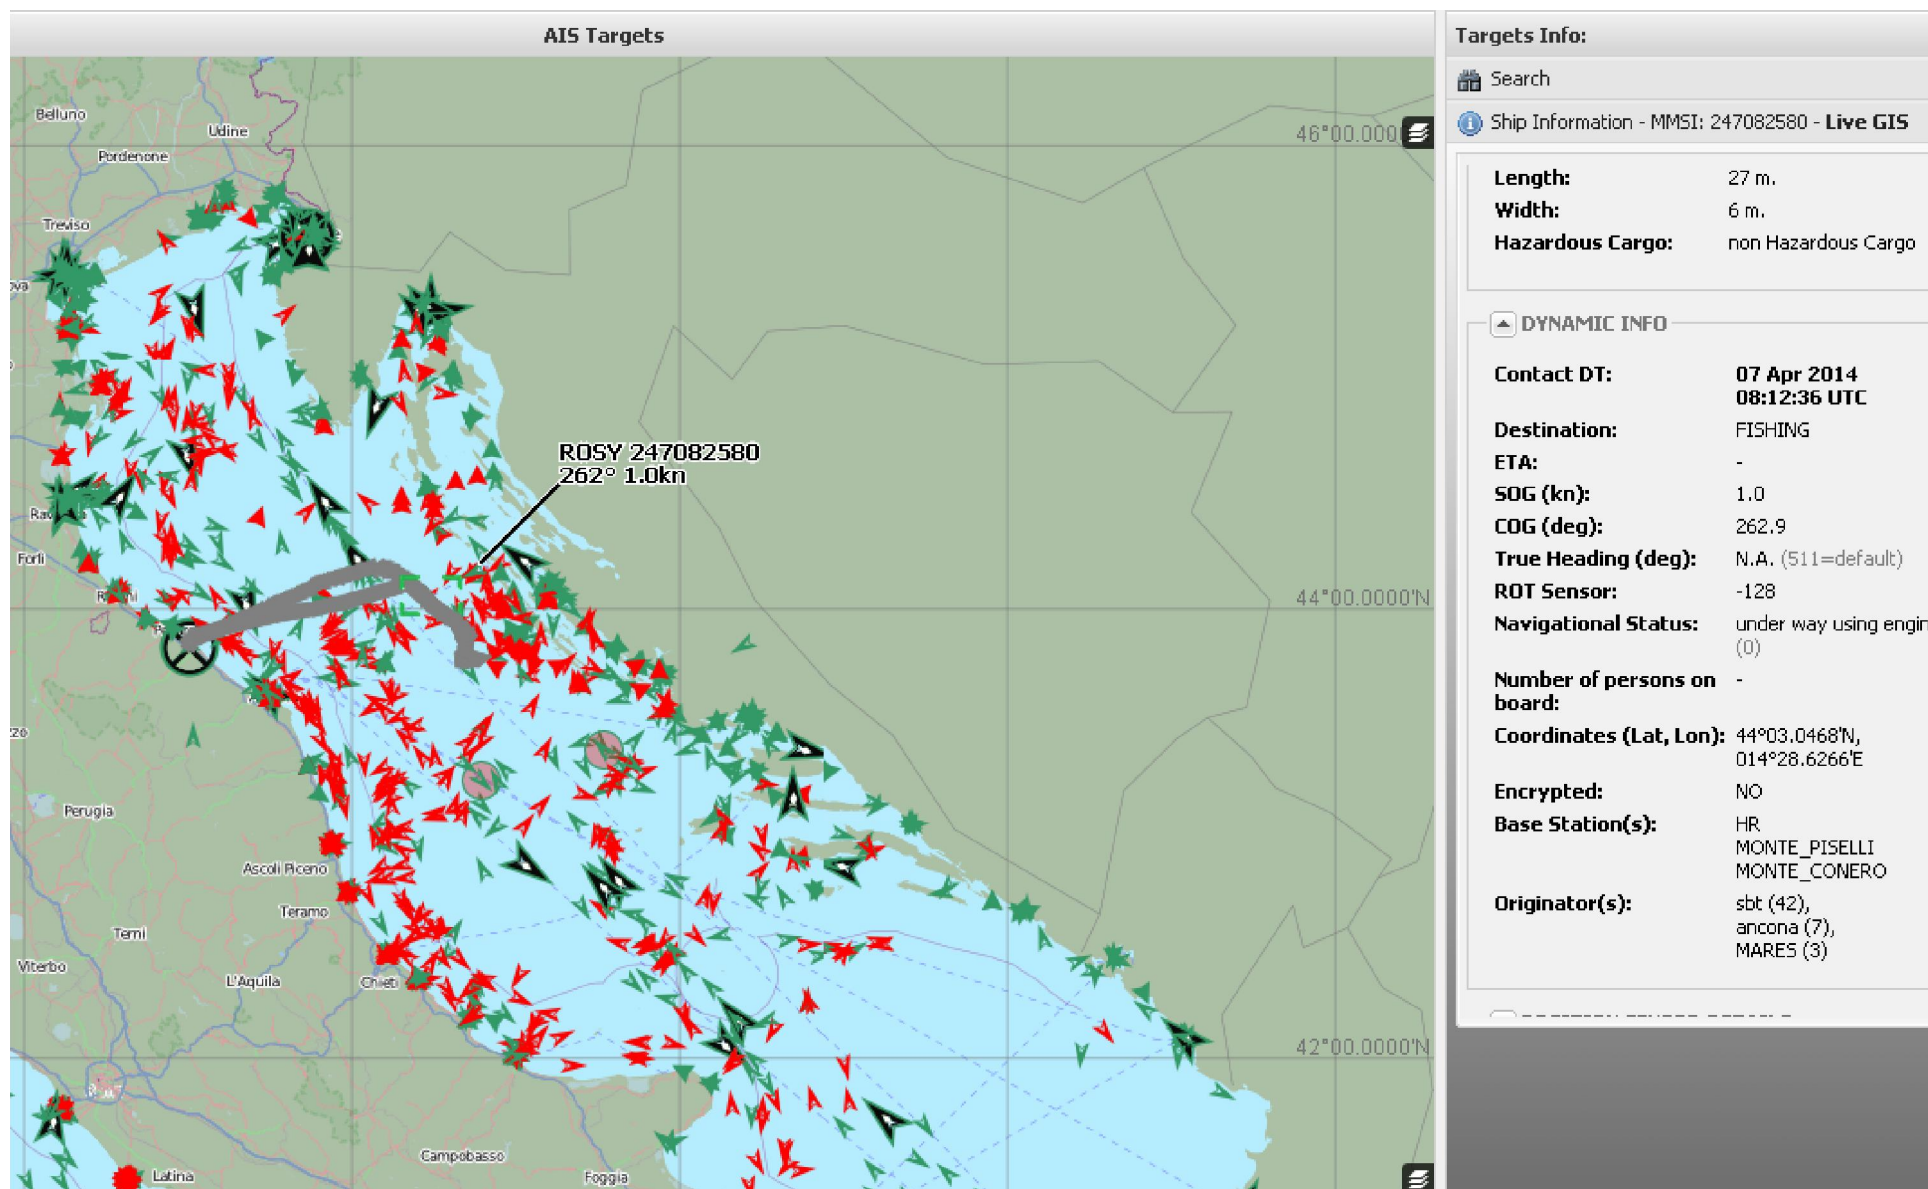 AIS Targets
Belluno
Udine
Pordenone
Treviso
Forlì
Perugia
Ascoli Piceno
Teramo
Terni
Viterbo
L'Aquila
Chieti
Latina
Campobasso
Foggia
46°00.000
44°00.0000'N
42°00.0000'N
ROSY 247082580
262° 1.0kn
Targets Info:
Search
Ship Information - MMSI: 247082580 - Live GIS
Length: 27 m.
Width: 6 m.
Hazardous Cargo: non Hazardous Cargo
DYNAMIC INFO
Contact DT: 07 Apr 2014
08:12:36 UTC
Destination: FISHING
ETA: -
SOG (kn): 1.0
COG (deg): 262.9
True Heading (deg): N.A. (511=default)
ROT Sensor: -128
Navigational Status: under way using engin
(0)
Number of persons on -
board:
Coordinates (Lat, Lon): 44°03.0468'N,
014°28.6266'E
Encrypted: NO
Base Station(s): HR
MONTE_PISELLI
MONTE_CONERO
Originator(s): sbt (42),
ancona (7),
MARES (3)